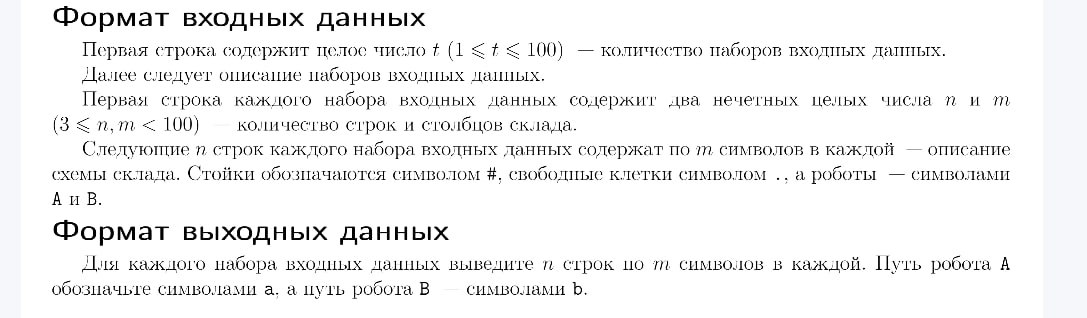 Формат входных данных
Первая строка содержит целое число t (1 ⩽ t ⩽ 100) — количество наборов входных данных.
Далее следует описание наборов входных данных.
Первая строка каждого набора входных данных содержит два нечетных целых числа n и m
(3 ⩽ n, m < 100) — количество строк и столбцов склада.
Следующие n строк каждого набора входных данных содержат по m символов в каждой — описание
схемы склада. Стойки обозначаются символом #, свободные клетки символом ., а роботы — символами
A и B.
Формат выходных данных
Для каждого набора входных данных выведите n строк по m символов в каждой. Путь робота A
обозначьте символами a, а путь робота B — символами b.